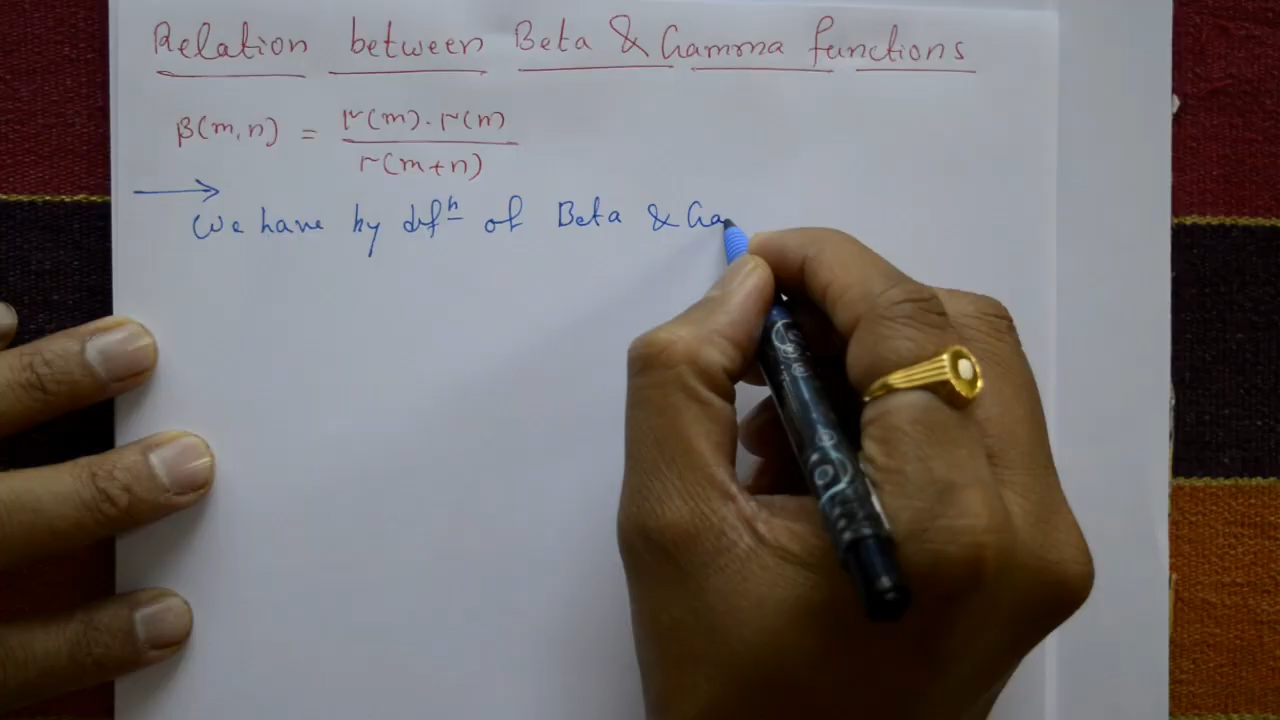 Relation between Beta & Gamma functions
β(m,n) = Γ(m).Γ(n) / Γ(m+n)
We have by defⁿ of Beta & Ga